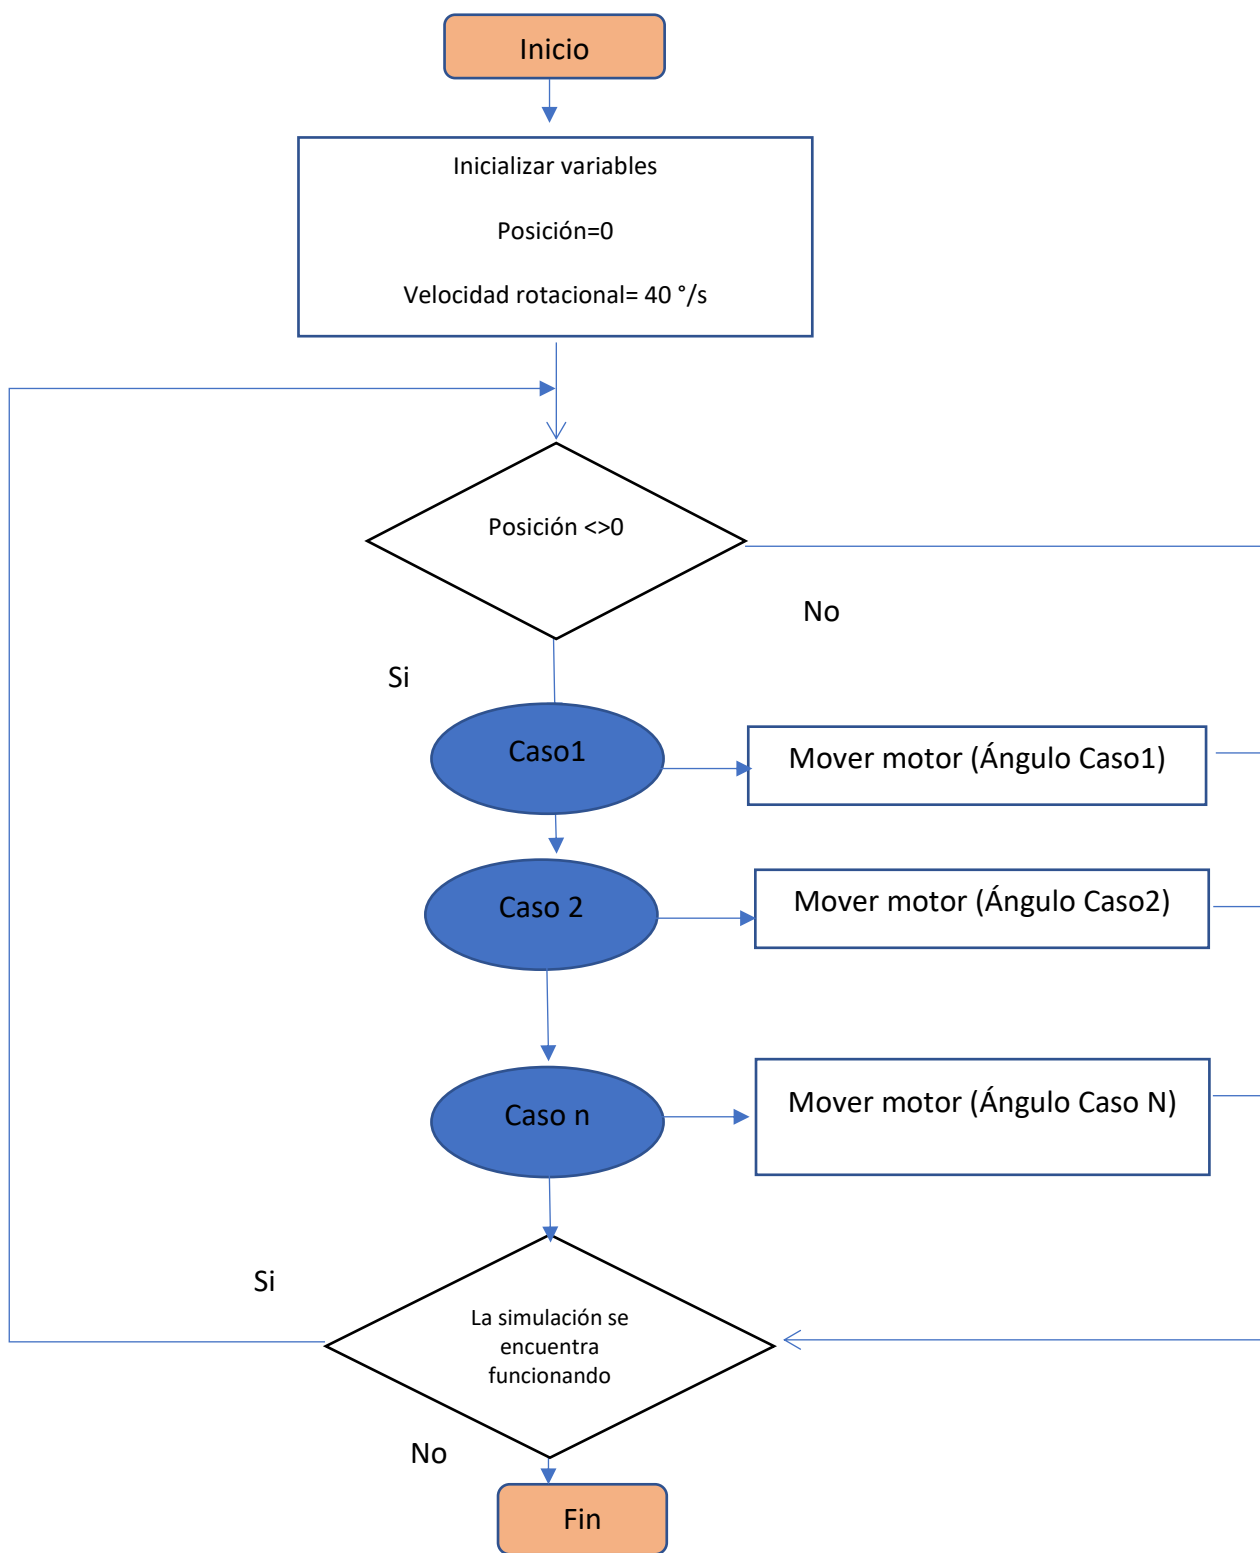 Inicio
Inicializar variables
Posición=0
Velocidad rotacional= 40 °/s
Posición <>0
No
Si
Caso1
Mover motor (Ángulo Caso1)
Caso 2
Mover motor (Ángulo Caso2)
Caso n
Mover motor (Ángulo Caso N)
Si
La simulación se
encuentra
funcionando
No
Fin